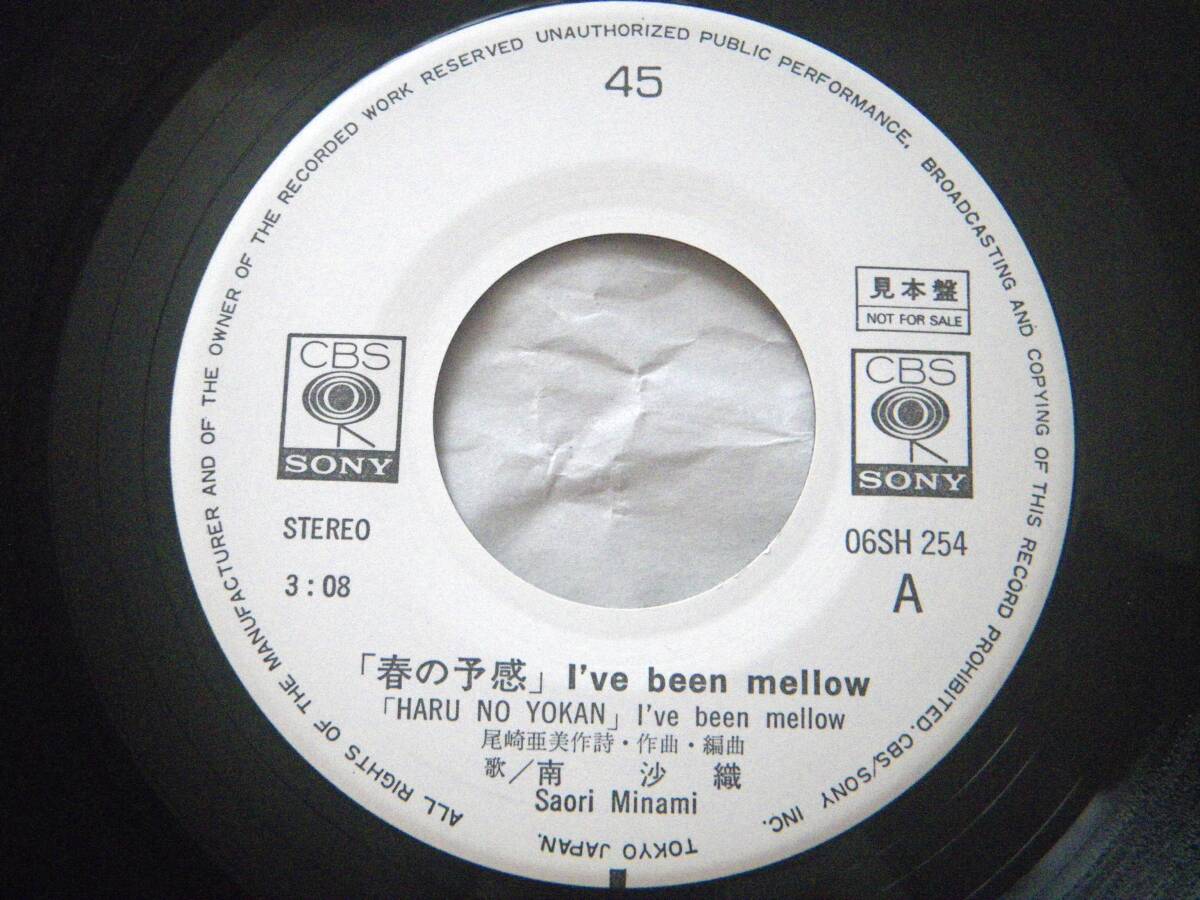 ALL RIGHTS OF THE MANUFACTURER AND OF THE OWNER OF THE RECORDED WORK RESERVED UNAUTHORIZED PUBLIC PERFORMANCE, BROADCASTING AND COPYING OF THIS RECORD PROHIBITED. CBS/SONY INC. TOKYO JAPAN.
45
見本盤
NOT FOR SALE
CBS
SONY
CBS
SONY
STEREO
06SH 254
3:08
A
「春の予感」I've been mellow
「HARU NO YOKAN」I've been mellow
尾崎亜美作詩・作曲・編曲
歌／南 沙 織
Saori Minami